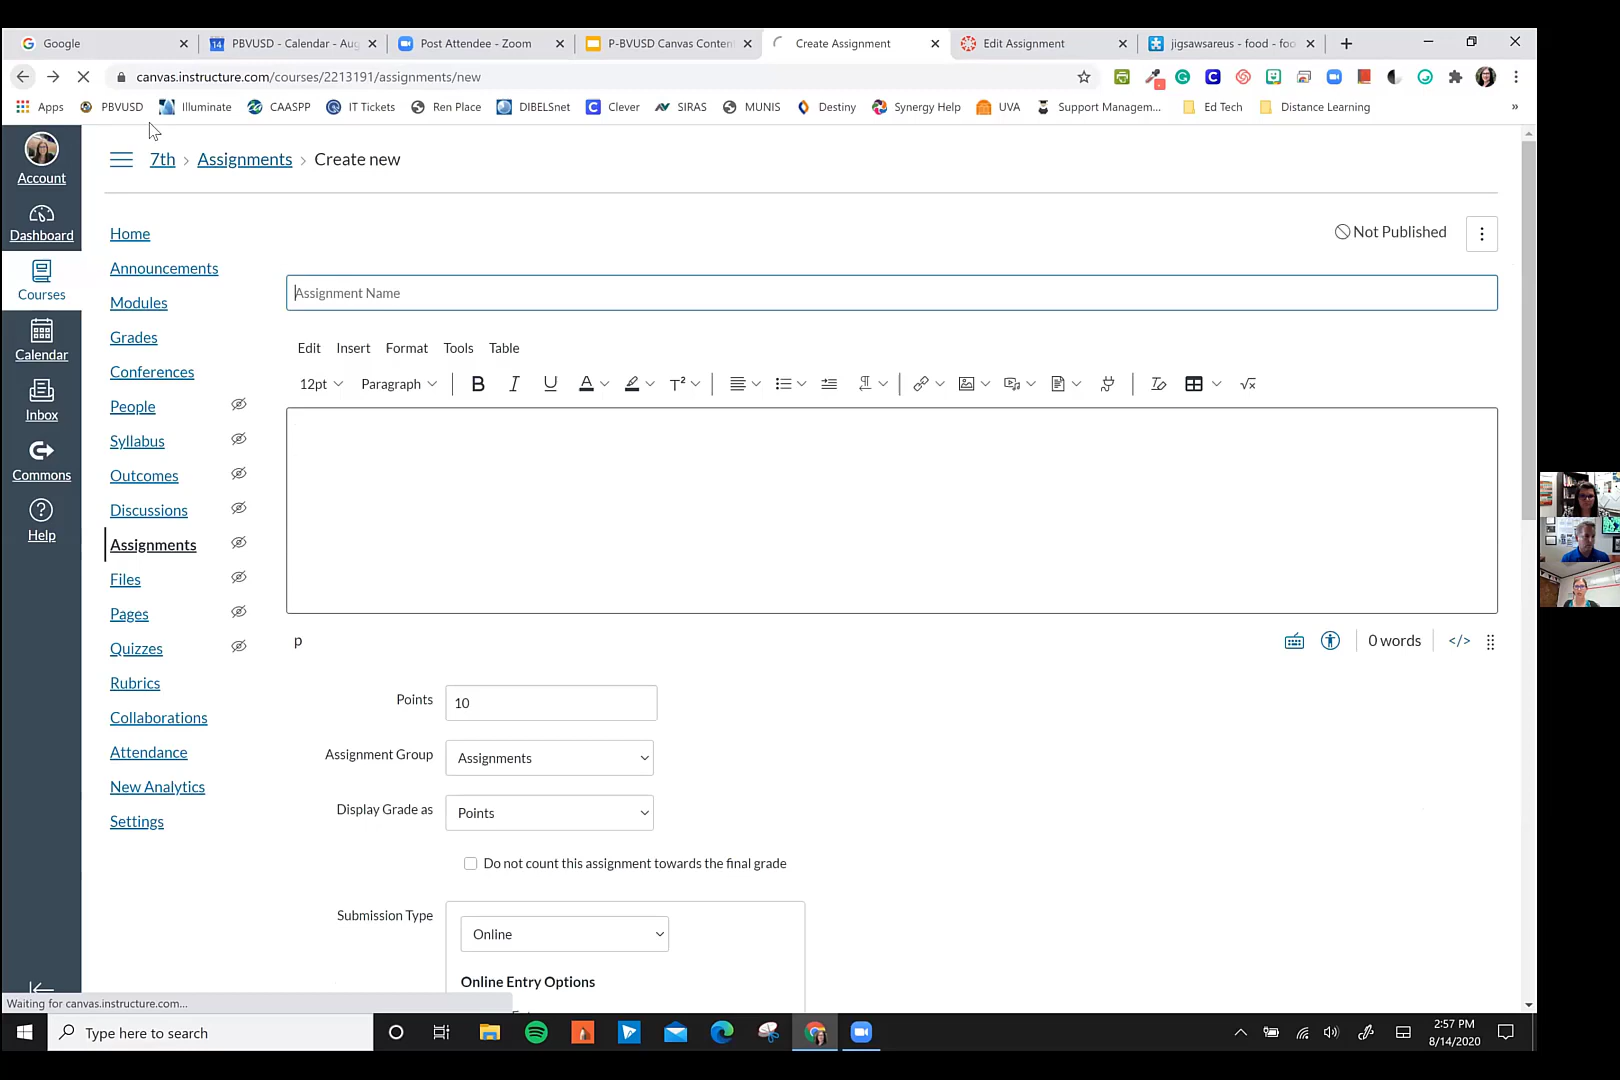 Google
PBVUSD - Calendar - Aug
Post Attendee - Zoom
P-BVUSD Canvas Conten
Create Assignment
Edit Assignment
jigsawsareus - food - foo
canvas.instructure.com/courses/2213191/assignments/new
Apps
PBVUSD
Illuminate
CAASPP
IT Tickets
Ren Place
DIBELSnet
Clever
SIRAS
MUNIS
Destiny
Synergy Help
UVA
Support Managem...
Ed Tech
Distance Learning
»
Account
Dashboard
Courses
Calendar
Inbox
Commons
Help
7th > Assignments > Create new
Home
Announcements
Modules
Grades
Conferences
People
Syllabus
Outcomes
Discussions
Assignments
Files
Pages
Quizzes
Rubrics
Collaborations
Attendance
New Analytics
Settings
Not Published
Assignment Name
Edit Insert Format Tools Table
12pt Paragraph
p
0 words
</>
Points 10
Assignment Group Assignments
Display Grade as Points
Do not count this assignment towards the final grade
Submission Type
Online
Online Entry Options
Waiting for canvas.instructure.com...
Type here to search
2:57 PM
8/14/2020